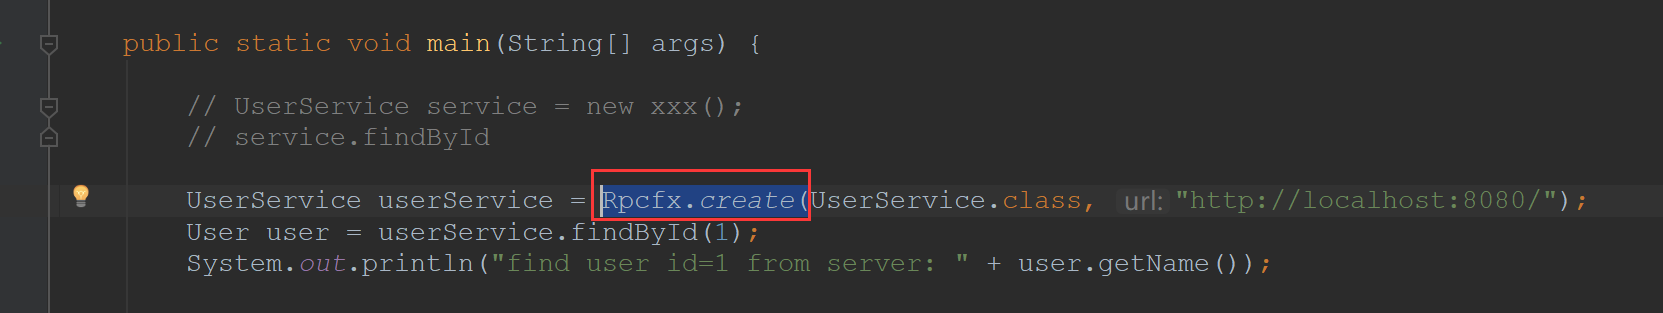 public static void main(String[] args) {
// UserService service = new xxx();
// service.findById
UserService userService = Rpcfx.create(UserService.class, url: "http://localhost:8080/");
User user = userService.findById(1);
System.out.println("find user id=1 from server: " + user.getName());